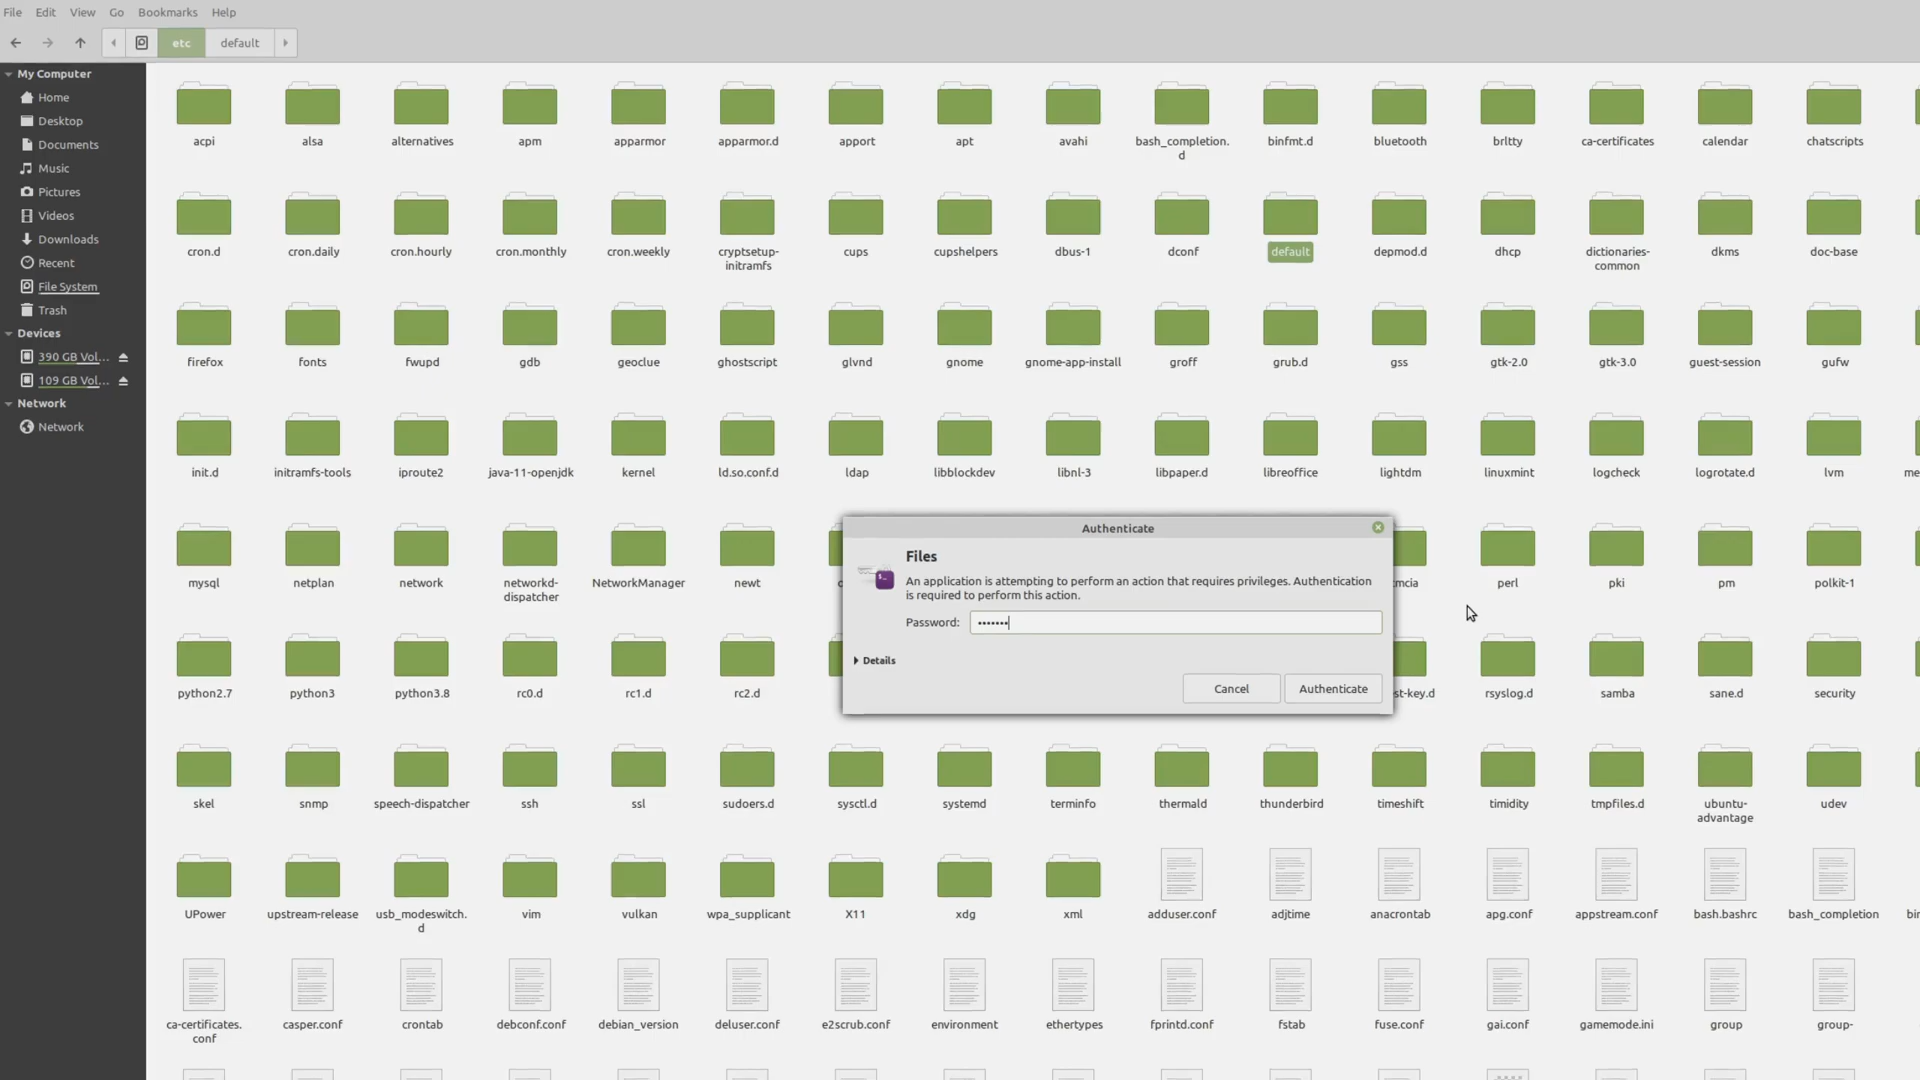 File Edit View Go Bookmarks Help
etc default
My Computer
Home
Desktop
Documents
Music
Pictures
Videos
Downloads
Recent
File System
Trash
Devices
390 GB Vol...
109 GB Vol...
Network
Network
acpi alsa alternatives apm apparmor apparmor.d apport apt avahi bash_completion. binfmt.d bluetooth brltty ca-certificates calendar chatscripts
d
cron.d cron.daily cron.hourly cron.monthly cron.weekly cryptsetup- cups cupshelpers dbus-1 dconf default depmod.d dhcp dictionaries- dkms doc-base
initramfs common
firefox fonts fwupd gdb geoclue ghostscript glvnd gnome gnome-app-install groff grub.d gss gtk-2.0 gtk-3.0 guest-session gufw
init.d initramfs-tools iproute2 java-11-openjdk kernel ld.so.conf.d ldap libblockdev libnl-3 libpaper.d libreoffice lightdm linuxmint logcheck logrotate.d lvm me
mysql netplan network networkd- NetworkManager newt mcia perl pki pm polkit-1
dispatcher
python2.7 python3 python3.8 rc0.d rc1.d rc2.d st-key.d rsyslog.d samba sane.d security
Authenticate
Files
$_
An application is attempting to perform an action that requires privileges. Authentication
is required to perform this action.
Password: •••••••
Details
Cancel Authenticate
skel snmp speech-dispatcher ssh ssl sudoers.d sysctl.d systemd terminfo thermald thunderbird timeshift timidity tmpfiles.d ubuntu- udev
advantage
UPower upstream-release usb_modeswitch. vim vulkan wpa_supplicant X11 xdg xml adduser.conf adjtime anacrontab apg.conf appstream.conf bash.bashrc bash_completion bin
d
ca-certificates. casper.conf crontab debconf.conf debian_version deluser.conf e2scrub.conf environment ethertypes fprintd.conf fstab fuse.conf gai.conf gamemode.ini group group-
conf